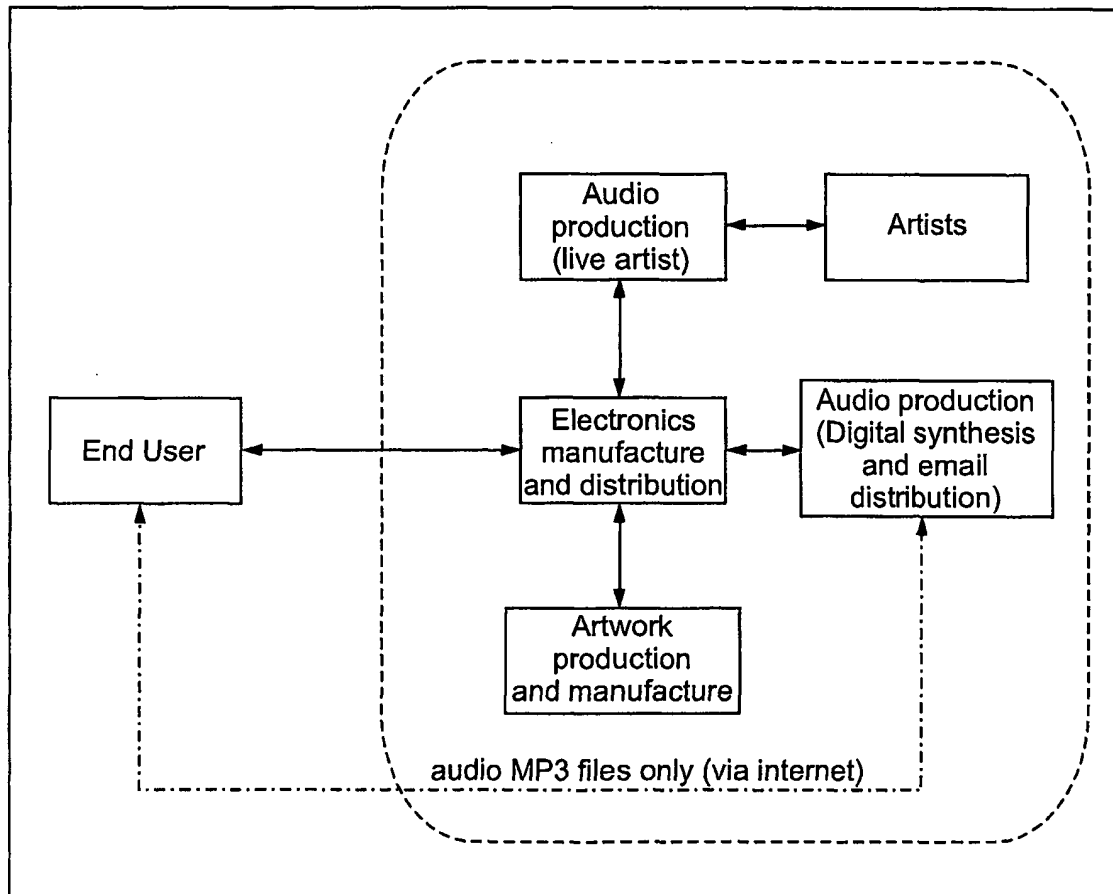 Audio
production
(live artist)
Artists
End User
Electronics
manufacture
and distribution
Audio production
(Digital synthesis
and email
distribution)
Artwork
production
and manufacture
audio MP3 files only (via internet)